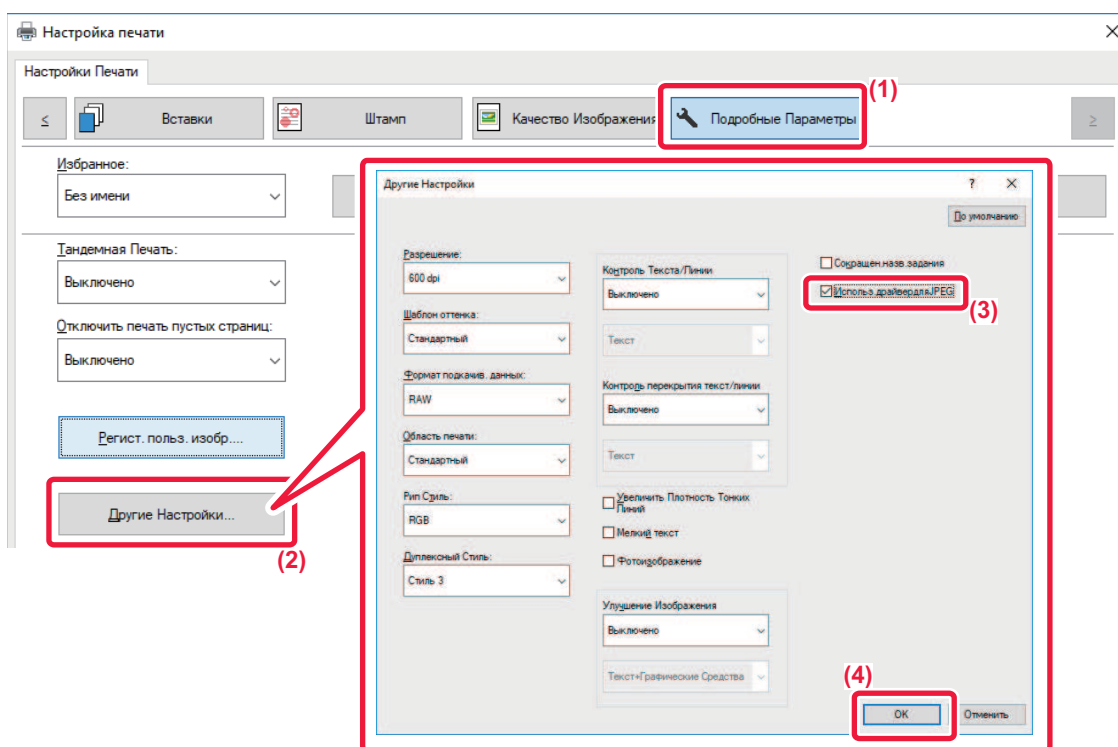 Настройка печати
Настройки Печати
(1)
<
Вставки
Штамп
Качество Изображения
Подробные Параметры
>
Избранное:
Без имени
Тандемная Печать:
Выключено
Отключить печать пустых страниц:
Выключено
Регист. польз. изобр....
Другие Настройки...
(2)
Другие Настройки
?
По умолчанию
Разрешение:
600 dpi
Шаблон оттенка:
Стандартный
Формат подкачив. данных:
RAW
Область печати:
Стандартный
Рип Стиль:
RGB
Дуплексный Стиль:
Стиль 3
Контроль Текста/Линии
Выключено
Текст
Контроль перекрытия текст/линии
Выключено
Текст
Увеличить Плотность Тонких
Линий
Мелкий текст
Фотоизображение
Улучшение Изображения
Выключено
Текст+Графические Средства
Сокращен.назв.задания
Использ.драйвердляJPEG
(3)
(4)
OK
Отменить